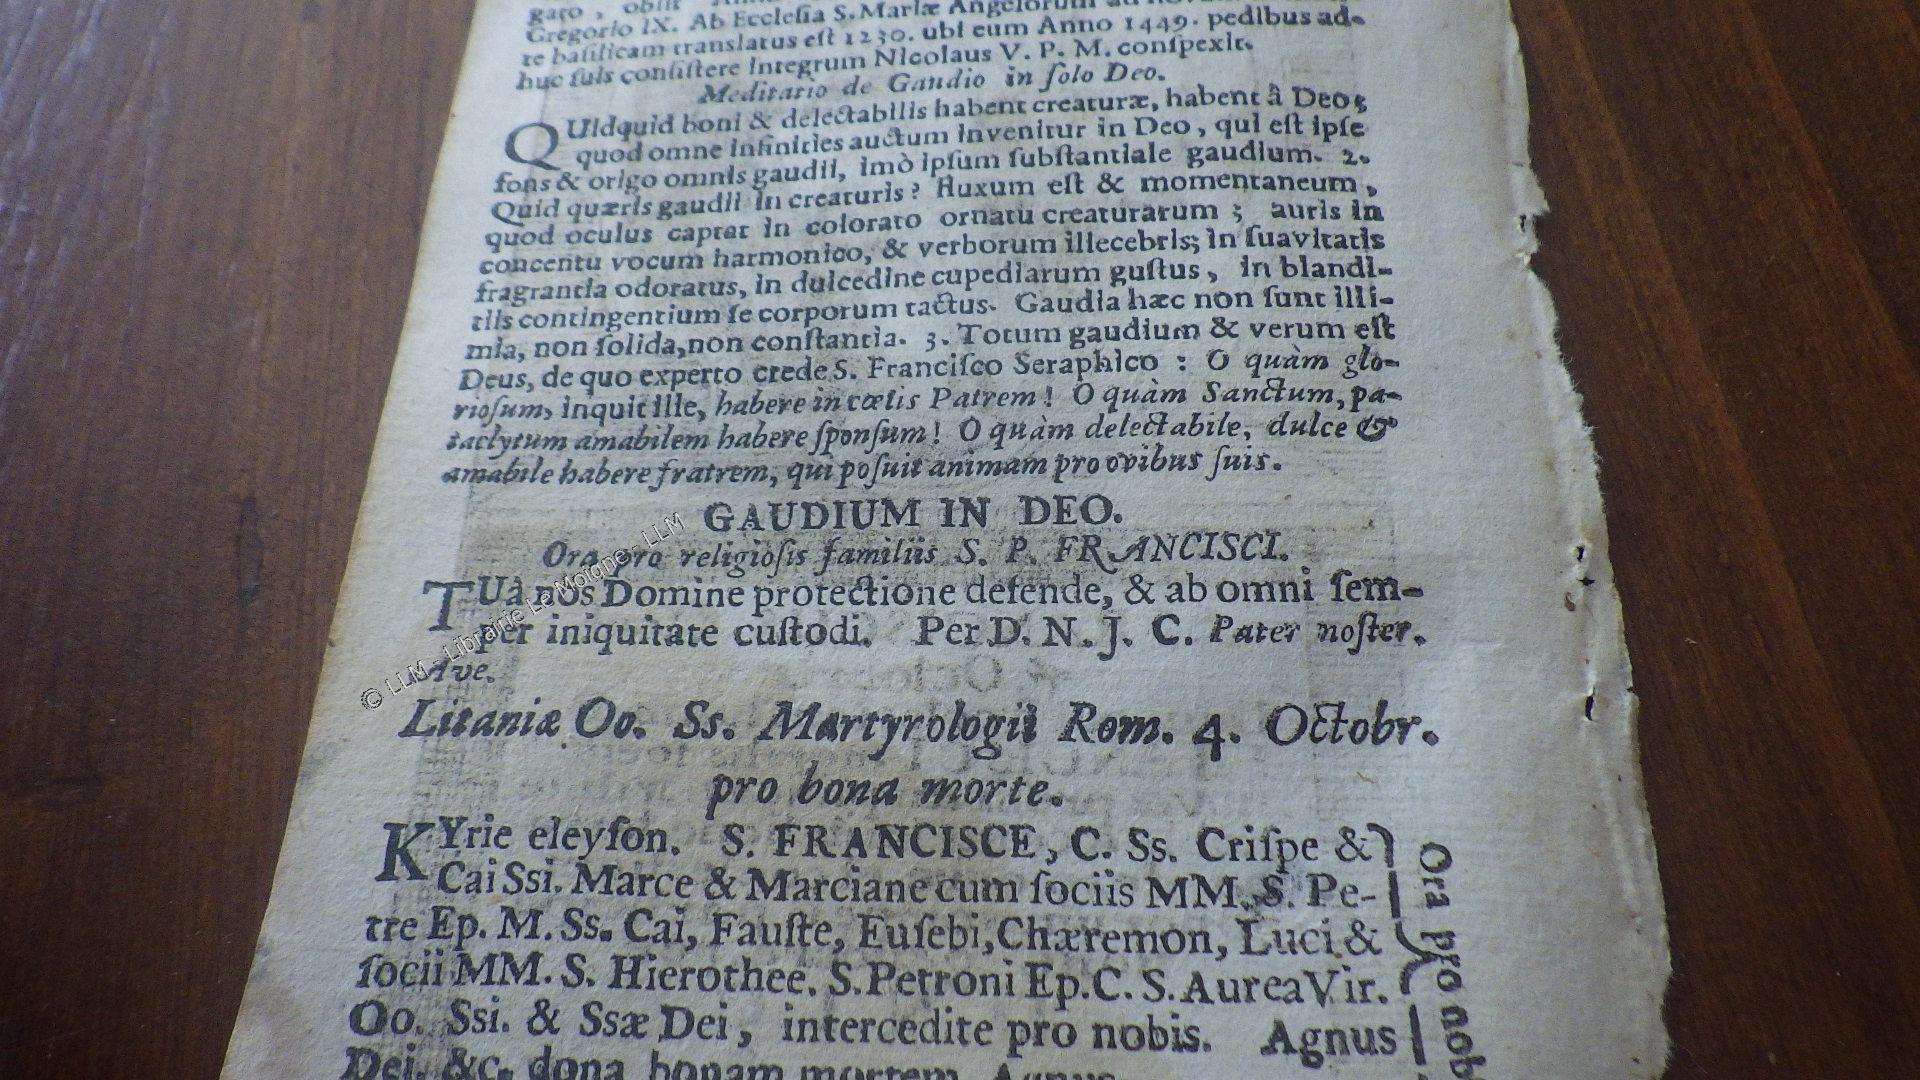 Gregorio IX. Ab Ecclesia S. Mariæ Angelorum
re basilicam translatus est 1230. ubi eum Anno 1449. pedibus ad-
huc suis consistere integrum Nicolaus V. P. M. conspexit.
Meditatio de Gaudio in solo Deo.
QUidquid boni & delectabilis habent creaturæ, habent â Deo;
quod omne infinities auctum invenitur in Deo, qui est ipse
fons & origo omnis gaudii, imò ipsum substantiale gaudium. 2.
Quid quæris gaudii in creaturis? fluxum est & momentaneum,
quod oculus captat in colorato ornatu creaturarum; auris in
concentu vocum harmonico, & verborum illecebris; in suavitatis
fragrantia odoratus, in dulcedine cupediarum gustus, in blandi-
tiis contingentium se corporum tactus. Gaudia hæc non sunt illi-
mia, non solida, non constantia. 3. Totum gaudium & verum est
Deus, de quo experto crede S. Francisco Seraphico: O quàm glo-
riosum, inquit ille, habere in cœlis Patrem! O quàm Sanctum, pa-
raclytum amabilem habere sponsum! O quàm delectabile, dulce &
amabile habere fratrem, qui posuit animam pro ovibus suis.
GAUDIUM IN DEO.
Ora pro religiosis familiis S. P. FRANCISCI.
TUâ nos Domine protectione defende, & ab omni sem-
per iniquitate custodi. Per D. N. J. C. Pater noster.
Ave.
Litaniæ Oo. Ss. Martyrologii Rom. 4. Octobr.
pro bona morte.
KYrie eleyson. S. FRANCISCE, C. Ss. Crispe &
Cai Ssi. Marce & Marciane cum sociis MM. S. Pe-
tre Ep. M. Ss. Cai, Fauste, Eusebi, Chæremon, Luci &
socii MM. S. Hierothee. S. Petroni Ep. C. S. Aurea Vir.
Oo. Ssi. & Ssæ Dei, intercedite pro nobis. Agnus
Dei, &c. dona bonam mortem. Agnus
Ora pro nob
© LLM - Librairie Le Moiane - LLM